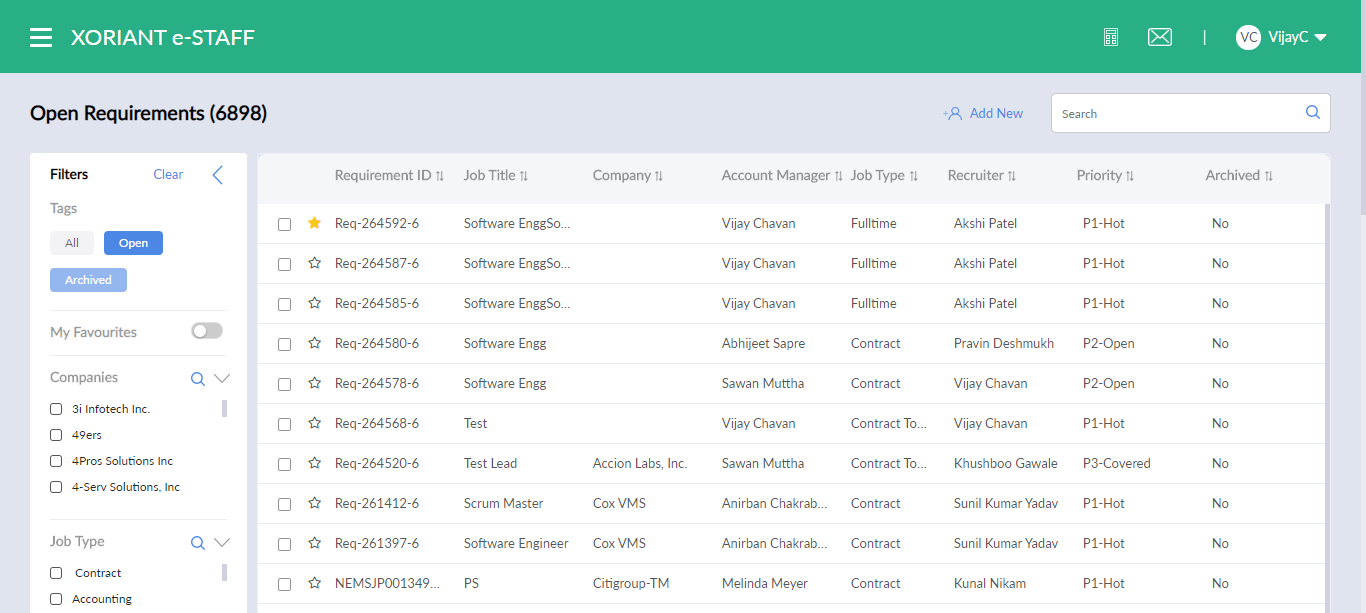 XORIANT e-STAFF
VC VijayC
Open Requirements (6898)
Add New
Search
Filters Clear
Tags
All Open
Archived
My Favourites
Companies
3i Infotech Inc.
49ers
4Pros Solutions Inc
4-Serv Solutions, Inc
Job Type
Contract
Accounting
Requirement ID Job Title Company Account Manager Job Type Recruiter Priority Archived
Req-264592-6 Software EnggSo... Vijay Chavan Fulltime Akshi Patel P1-Hot No
Req-264587-6 Software EnggSo... Vijay Chavan Fulltime Akshi Patel P1-Hot No
Req-264585-6 Software EnggSo... Vijay Chavan Fulltime Akshi Patel P1-Hot No
Req-264580-6 Software Engg Abhijeet Sapre Contract Pravin Deshmukh P2-Open No
Req-264578-6 Software Engg Sawan Muttha Contract Vijay Chavan P2-Open No
Req-264568-6 Test Vijay Chavan Contract To... Vijay Chavan P1-Hot No
Req-264520-6 Test Lead Accion Labs, Inc. Sawan Muttha Contract To... Khushboo Gawale P3-Covered No
Req-261412-6 Scrum Master Cox VMS Anirban Chakrab... Contract Sunil Kumar Yadav P1-Hot No
Req-261397-6 Software Engineer Cox VMS Anirban Chakrab... Contract Sunil Kumar Yadav P1-Hot No
NEMSJP001349... PS Citigroup-TM Melinda Meyer Contract Kunal Nikam P1-Hot No